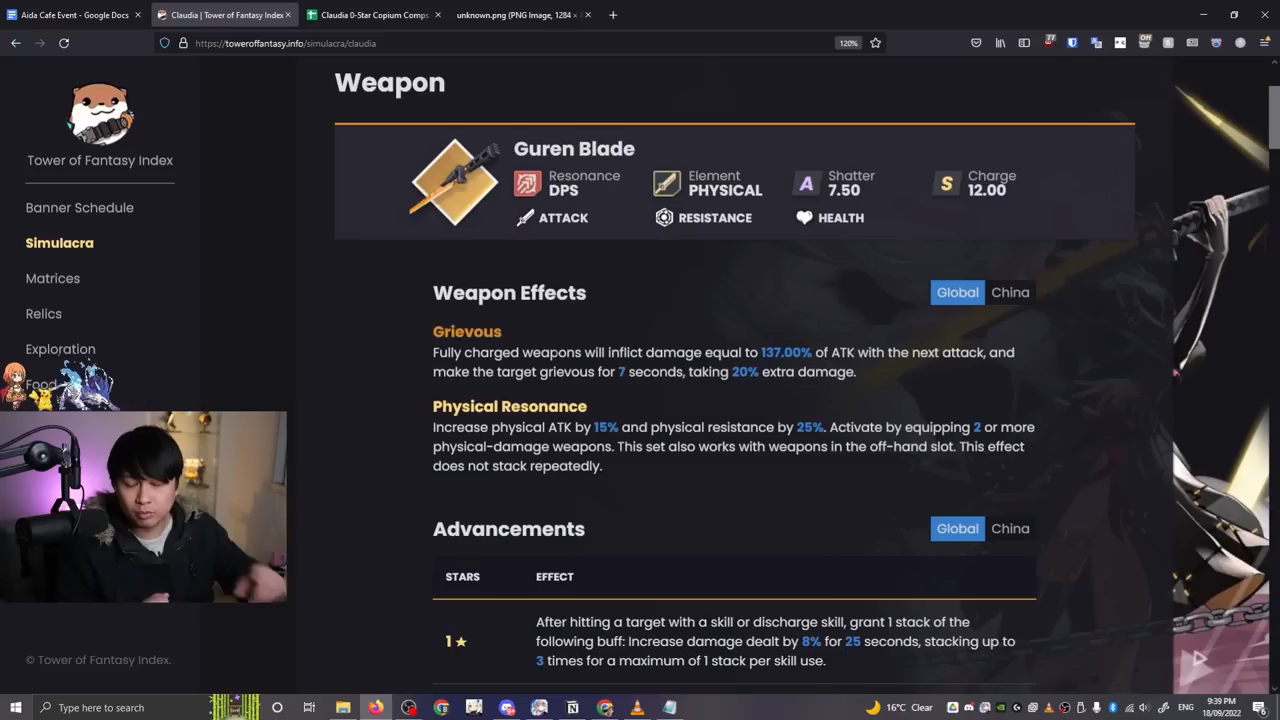 Aida Cafe Event - Google Docs
Claudia | Tower of Fantasy Index
Claudia 0-Star Copium Comps
unknown.png (PNG Image, 1284 ×
https://toweroffantasy.info/simulacra/claudia
120%
77
Off
Tower of Fantasy Index
Banner Schedule
Simulacra
Matrices
Relics
Exploration
Food
© Tower of Fantasy Index.
Weapon
Guren Blade
Resonance
DPS
Element
PHYSICAL
A
Shatter
7.50
S
Charge
12.00
ATTACK
RESISTANCE
HEALTH
Weapon Effects
Global
China
Grievous
Fully charged weapons will inflict damage equal to 137.00% of ATK with the next attack, and
make the target grievous for 7 seconds, taking 20% extra damage.
Physical Resonance
Increase physical ATK by 15% and physical resistance by 25%. Activate by equipping 2 or more
physical-damage weapons. This set also works with weapons in the off-hand slot. This effect
does not stack repeatedly.
Advancements
Global
China
STARS
EFFECT
1 ★
After hitting a target with a skill or discharge skill, grant 1 stack of the
following buff: Increase damage dealt by 8% for 25 seconds, stacking up to
3 times for a maximum of 1 stack per skill use.
Type here to search
16°C Clear
ENG
9:39 PM
18/09/2022